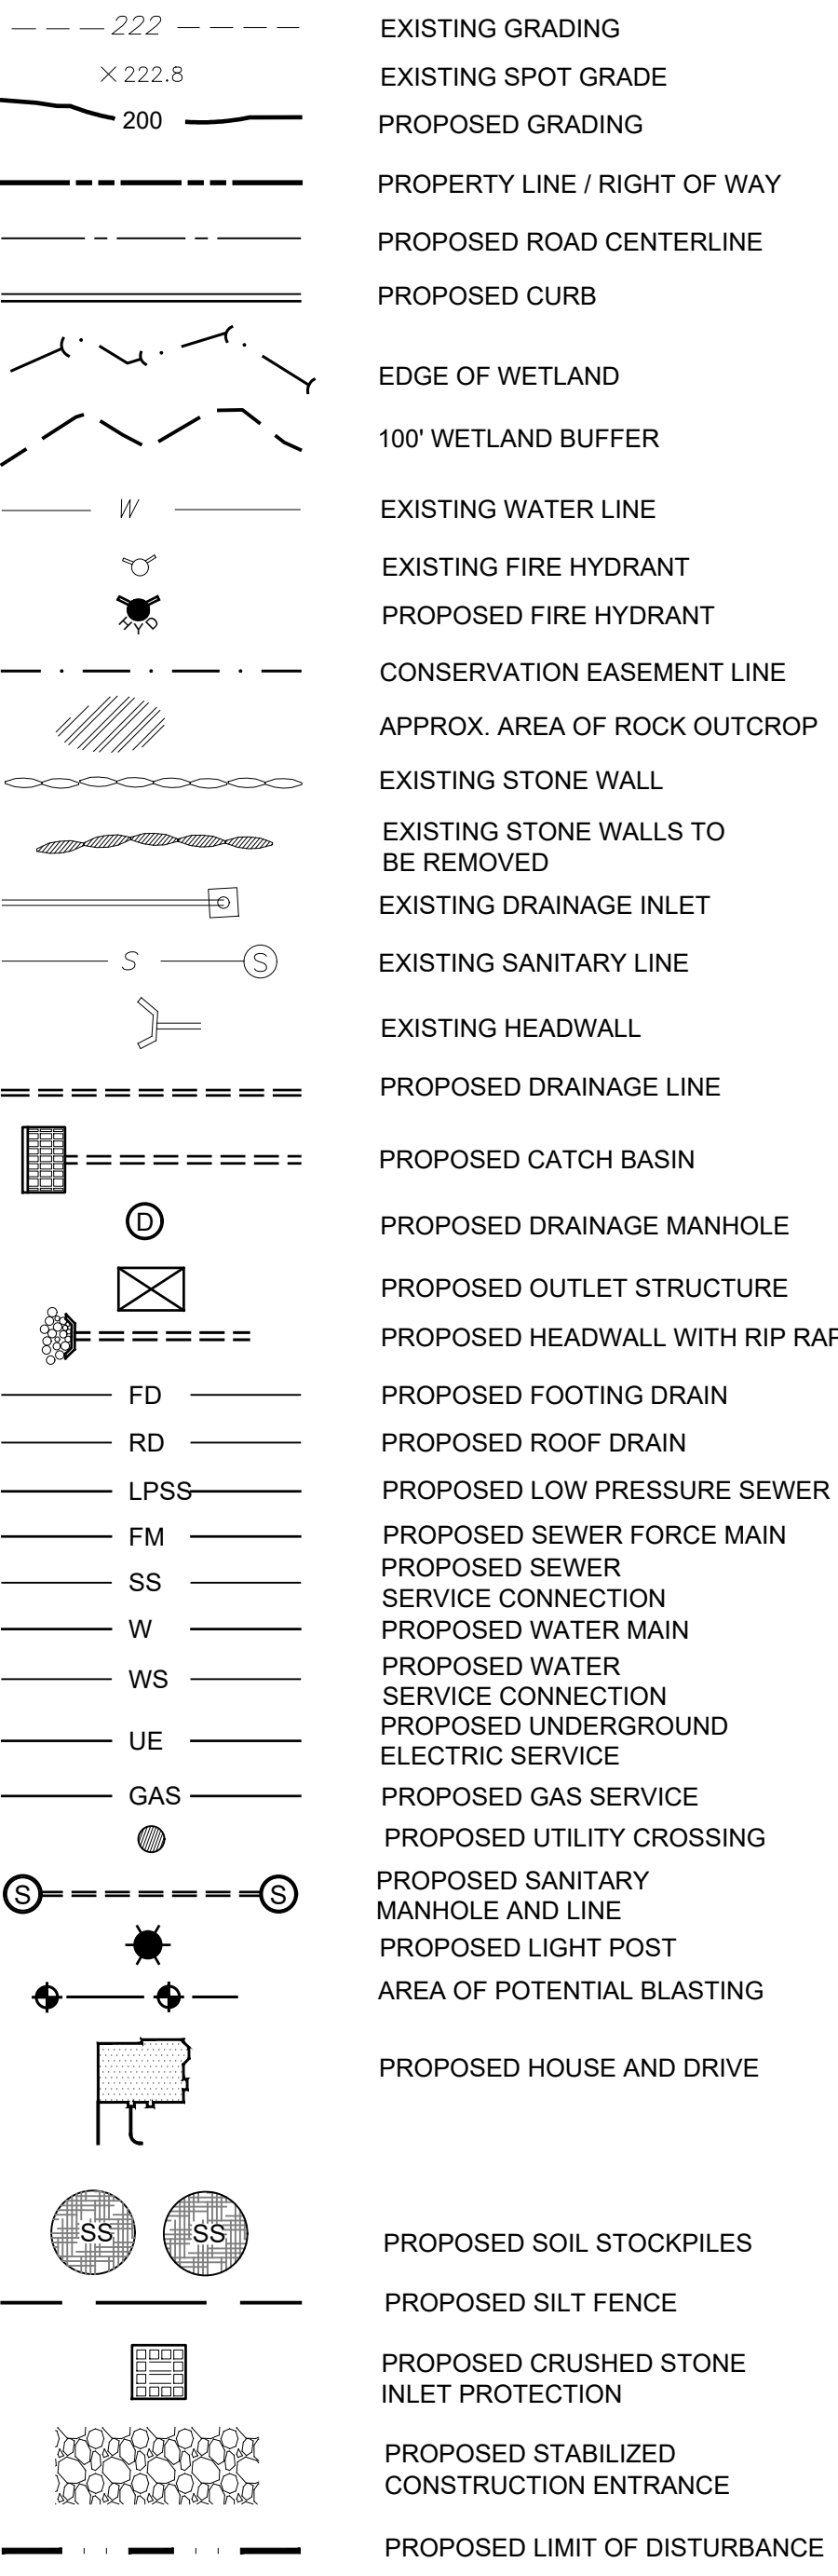 222 EXISTING GRADING
222.8 EXISTING SPOT GRADE
200 PROPOSED GRADING
PROPERTY LINE / RIGHT OF WAY
PROPOSED ROAD CENTERLINE
PROPOSED CURB
EDGE OF WETLAND
100' WETLAND BUFFER
W EXISTING WATER LINE
EXISTING FIRE HYDRANT
HYD PROPOSED FIRE HYDRANT
CONSERVATION EASEMENT LINE
APPROX. AREA OF ROCK OUTCROP
EXISTING STONE WALL
EXISTING STONE WALLS TO
BE REMOVED
EXISTING DRAINAGE INLET
S S EXISTING SANITARY LINE
EXISTING HEADWALL
PROPOSED DRAINAGE LINE
PROPOSED CATCH BASIN
D PROPOSED DRAINAGE MANHOLE
PROPOSED OUTLET STRUCTURE
PROPOSED HEADWALL WITH RIP RAP
FD PROPOSED FOOTING DRAIN
RD PROPOSED ROOF DRAIN
LPSS PROPOSED LOW PRESSURE SEWER
FM PROPOSED SEWER FORCE MAIN
SS PROPOSED SEWER
SERVICE CONNECTION
W PROPOSED WATER MAIN
WS PROPOSED WATER
SERVICE CONNECTION
UE PROPOSED UNDERGROUND
ELECTRIC SERVICE
GAS PROPOSED GAS SERVICE
PROPOSED UTILITY CROSSING
S S PROPOSED SANITARY
MANHOLE AND LINE
PROPOSED LIGHT POST
AREA OF POTENTIAL BLASTING
PROPOSED HOUSE AND DRIVE
SS SS PROPOSED SOIL STOCKPILES
PROPOSED SILT FENCE
PROPOSED CRUSHED STONE
INLET PROTECTION
PROPOSED STABILIZED
CONSTRUCTION ENTRANCE
PROPOSED LIMIT OF DISTURBANCE